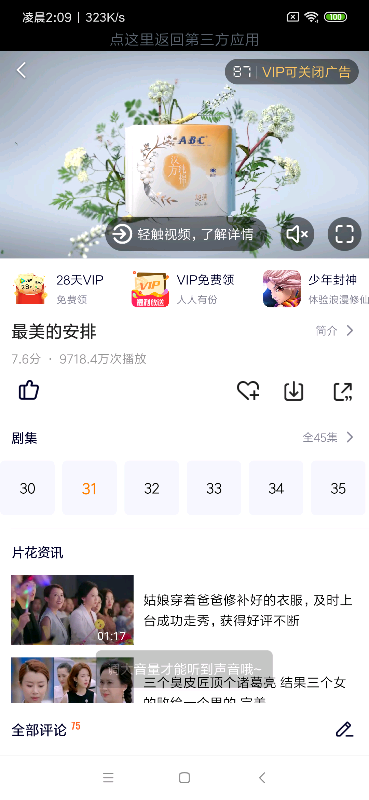 凌晨2:09 | 323K/s
100
点这里返回第三方应用
87 | VIP可关闭广告
ABC
轻触视频，了解详情
28天VIP
免费领
VIP
VIP免费领
人人有份
少年封神
体验浪漫修仙
最美的安排
简介
7.6分 · 9718.4万次播放
剧集
全45集
30
31
32
33
34
35
片花资讯
姑娘穿着爸爸修补好的衣服，及时上
台成功走秀，获得好评不断
01:17
调大音量才能听到声音哦~
三个臭皮匠顶个诸葛亮 结果三个女
的败给一个男的 完美
全部评论 75